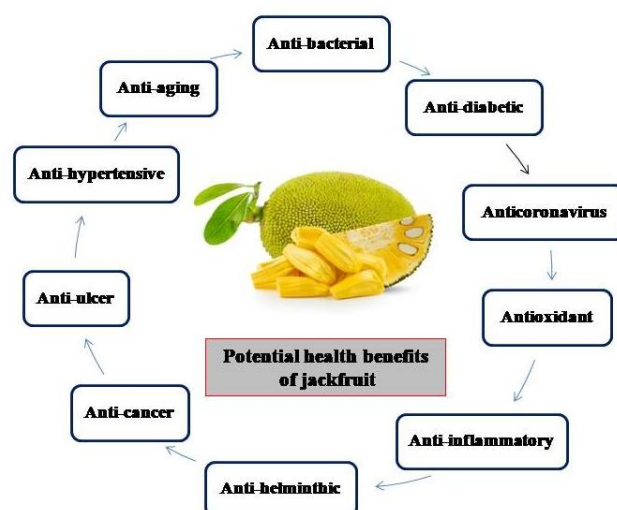 Anti-bacterial
Anti-diabetic
Anticoronavirus
Antioxidant
Anti-inflammatory
Anti-helminthic
Anti-cancer
Anti-ulcer
Anti-hypertensive
Anti-aging
Potential health benefits
of jackfruit